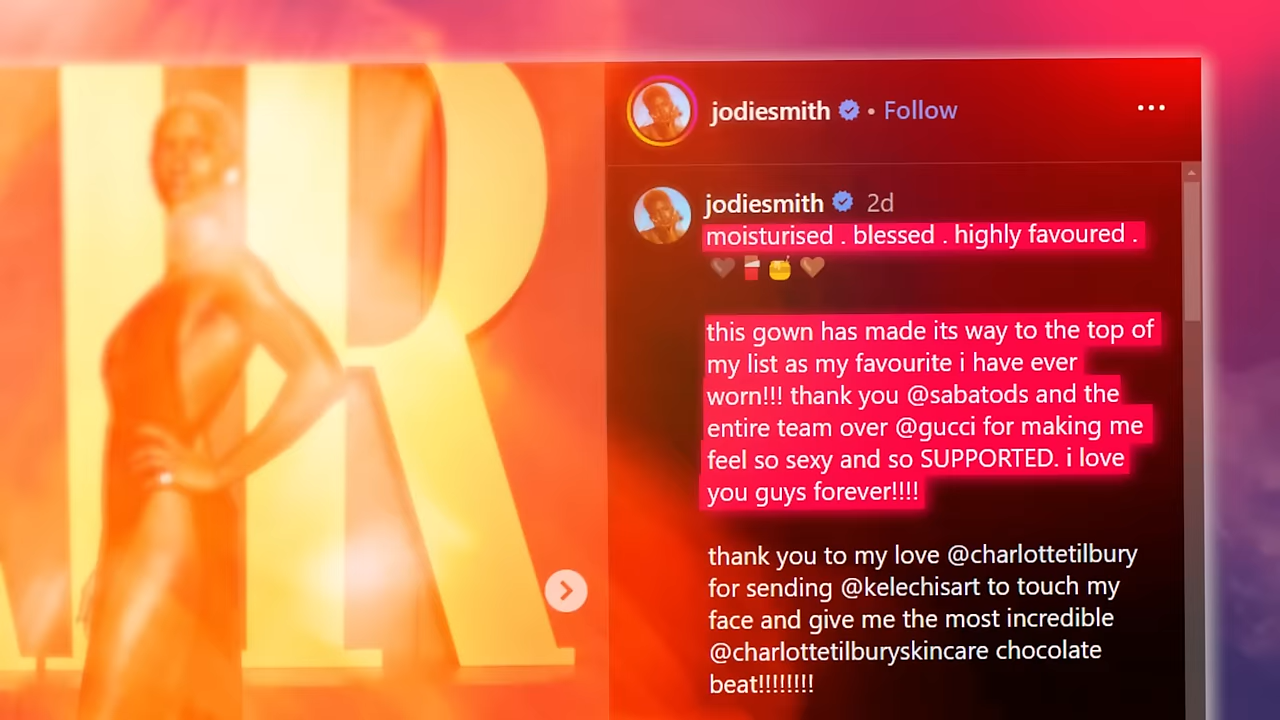 R
jodiesmith • Follow
jodiesmith 2d
moisturised . blessed . highly favoured .
this gown has made its way to the top of
my list as my favourite i have ever
worn!!! thank you @sabatods and the
entire team over @gucci for making me
feel so sexy and so SUPPORTED. i love
you guys forever!!!!
thank you to my love @charlottetilbury
for sending @kelechisart to touch my
face and give me the most incredible
@charlottetilburyskincare chocolate
beat!!!!!!!!